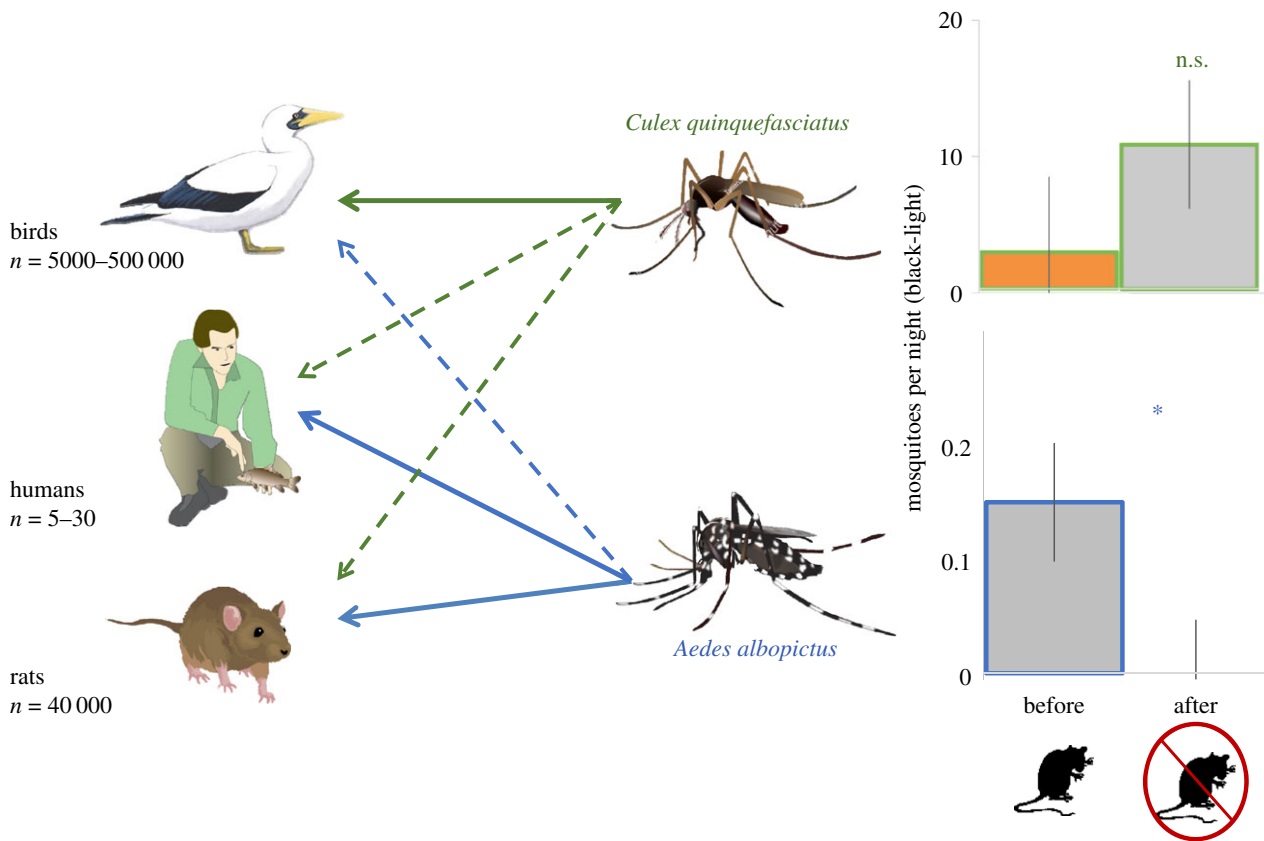 birds
n = 5000–500 000
humans
n = 5–30
rats
n = 40 000
Culex quinquefasciatus
Aedes albopictus
mosquitoes per night (black-light)
20
10
0
n.s.
0.2
0.1
0
*
before
after